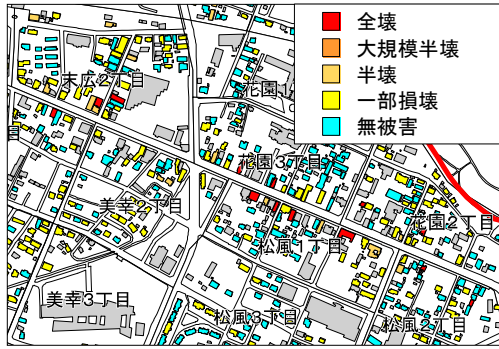 全壊
大規模半壊
半壊
一部損壊
無被害
末広2丁目
花園
目
花園3丁目
美幸2丁目
花園2丁目
松風1丁目
美幸3丁目
松風3丁目
松風2丁目